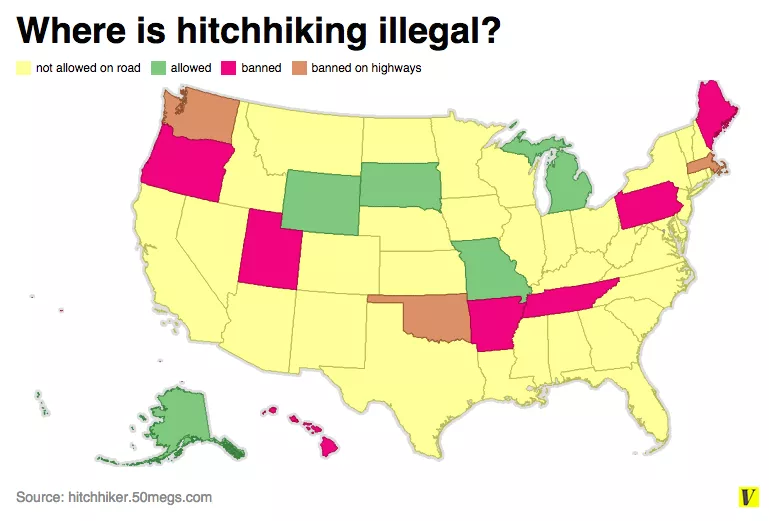 Where is hitchhiking illegal?
not allowed on road allowed banned banned on highways
Source: hitchhiker.50megs.com
V